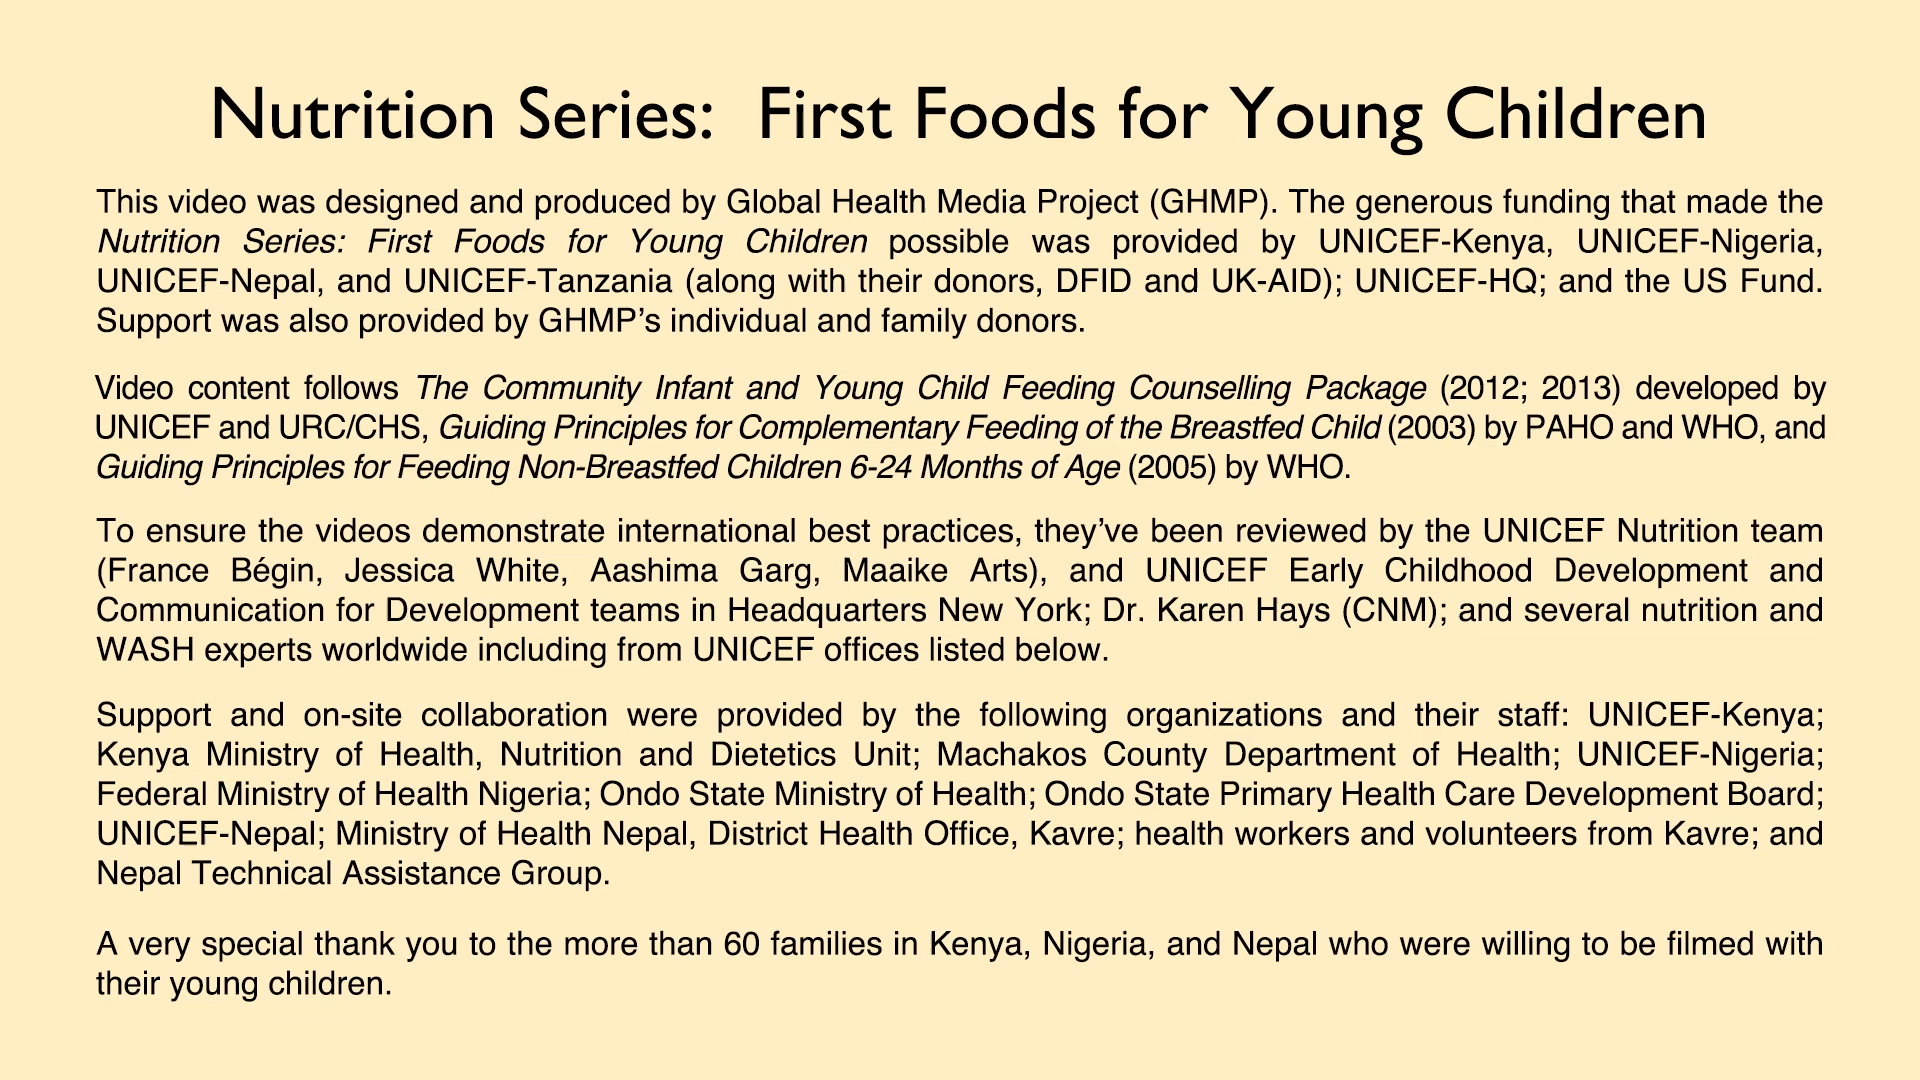 Nutrition Series:  First Foods for Young Children
This video was designed and produced by Global Health Media Project (GHMP). The generous funding that made the
Nutrition Series: First Foods for Young Children possible was provided by UNICEF-Kenya, UNICEF-Nigeria,
UNICEF-Nepal, and UNICEF-Tanzania (along with their donors, DFID and UK-AID); UNICEF-HQ; and the US Fund.
Support was also provided by GHMP’s individual and family donors.
Video content follows The Community Infant and Young Child Feeding Counselling Package (2012; 2013) developed by
UNICEF and URC/CHS, Guiding Principles for Complementary Feeding of the Breastfed Child (2003) by PAHO and WHO, and
Guiding Principles for Feeding Non-Breastfed Children 6-24 Months of Age (2005) by WHO.
To ensure the videos demonstrate international best practices, they’ve been reviewed by the UNICEF Nutrition team
(France Bégin, Jessica White, Aashima Garg, Maaike Arts), and UNICEF Early Childhood Development and
Communication for Development teams in Headquarters New York; Dr. Karen Hays (CNM); and several nutrition and
WASH experts worldwide including from UNICEF offices listed below.
Support and on-site collaboration were provided by the following organizations and their staff: UNICEF-Kenya;
Kenya Ministry of Health, Nutrition and Dietetics Unit; Machakos County Department of Health; UNICEF-Nigeria;
Federal Ministry of Health Nigeria; Ondo State Ministry of Health; Ondo State Primary Health Care Development Board;
UNICEF-Nepal; Ministry of Health Nepal, District Health Office, Kavre; health workers and volunteers from Kavre; and
Nepal Technical Assistance Group.
A very special thank you to the more than 60 families in Kenya, Nigeria, and Nepal who were willing to be filmed with
their young children.